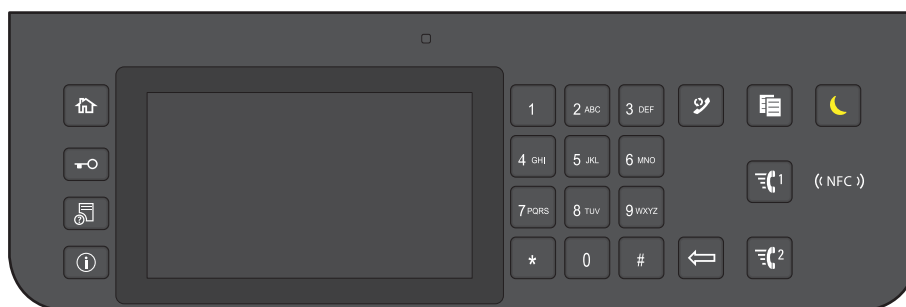 1 2 ABC 3 DEF
4 GHI 5 JKL 6 MNO
1 ((NFC))
7 PQRS 8 TUV 9 WXYZ
* 0 # 2